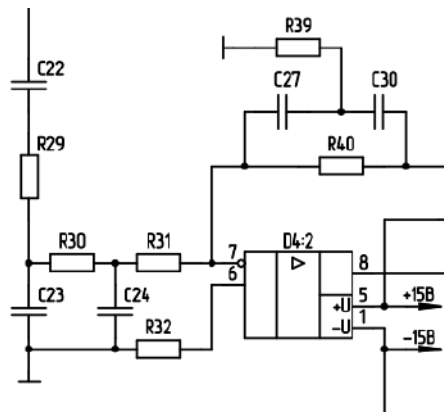 R39
C22
C27
C30
R29
R40
R30
R31
7
D4:2
6
▷
8
C23
C24
5
+U
+15В
R32
1
-U
-15В